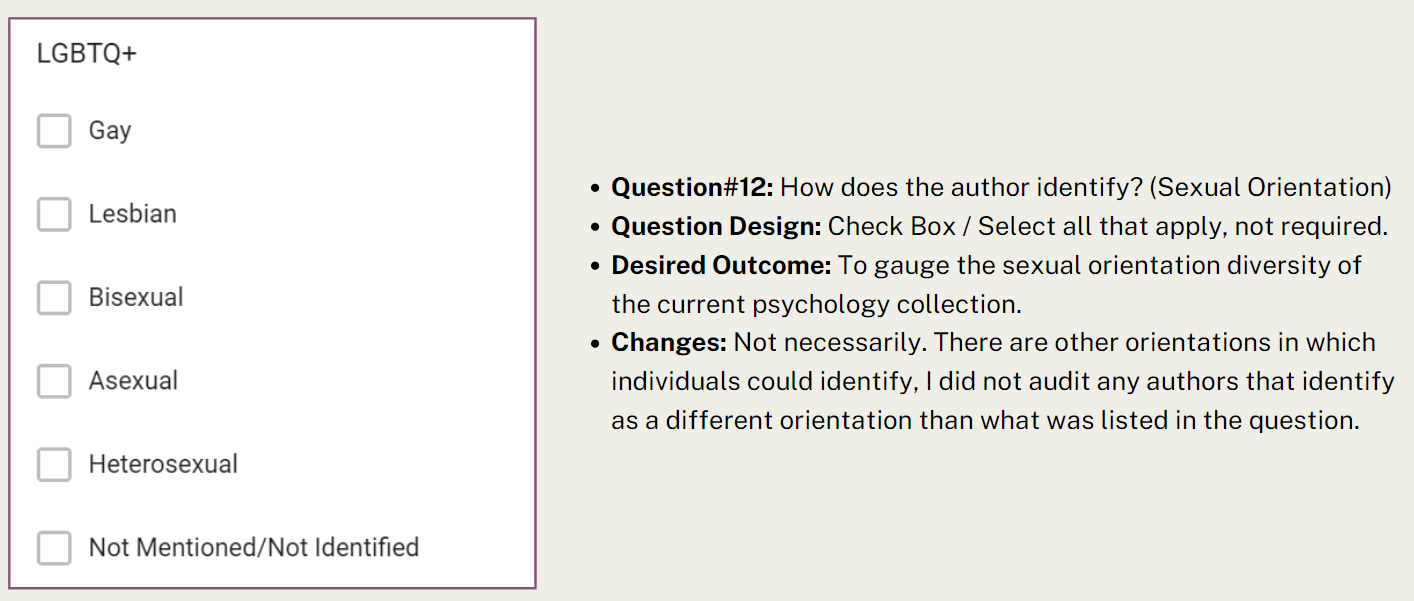 LGBTQ+
Gay
Lesbian
Bisexual
Asexual
Heterosexual
Not Mentioned/Not Identified
• Question#12: How does the author identify? (Sexual Orientation)
• Question Design: Check Box / Select all that apply, not required.
• Desired Outcome: To gauge the sexual orientation diversity of
the current psychology collection.
• Changes: Not necessarily. There are other orientations in which
individuals could identify, I did not audit any authors that identify
as a different orientation than what was listed in the question.